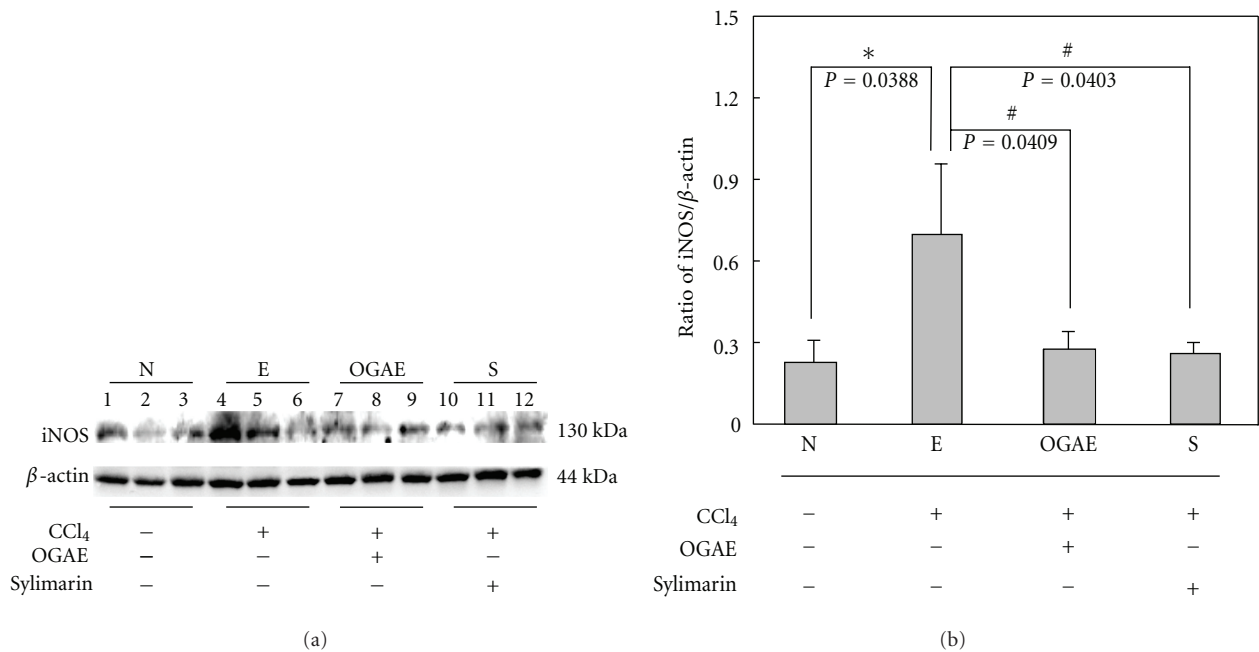 N E OGAE S
1 2 3 4 5 6 7 8 9 10 11 12
iNOS 130 kDa
β-actin 44 kDa
CCl4 − + + +
OGAE − − + −
Sylimarin − − − +
(a)
Ratio of iNOS/β-actin
1.5
1.2
0.9
0.6
0.3
0
*
P = 0.0388
#
P = 0.0403
#
P = 0.0409
N E OGAE S
CCl4 − + + +
OGAE − − + −
Sylimarin − − − +
(b)